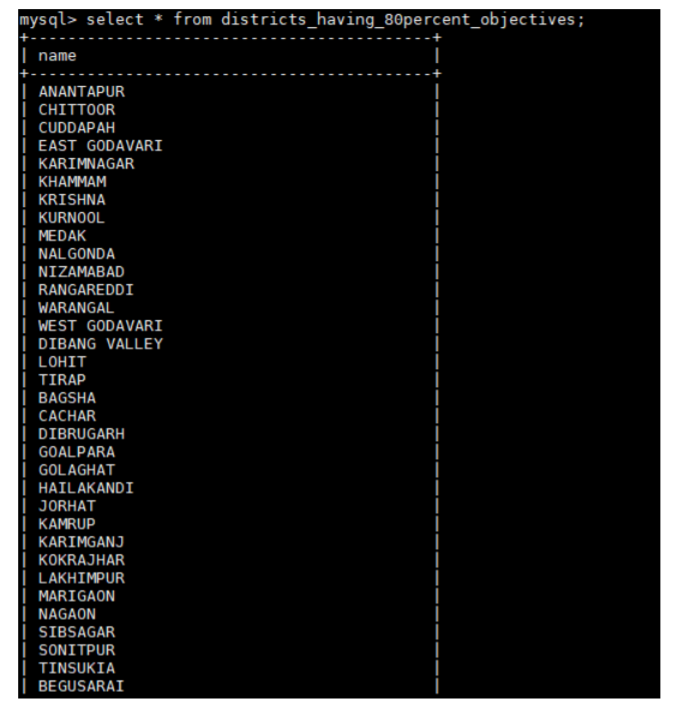 mysql> select * from districts_having_80percent_objectives;
+------------------------------------------+
| name                                     |
+------------------------------------------+
| ANANTAPUR                                |
| CHITTOOR                                 |
| CUDDAPAH                                 |
| EAST GODAVARI                            |
| KARIMNAGAR                               |
| KHAMMAM                                  |
| KRISHNA                                  |
| KURNOOL                                  |
| MEDAK                                    |
| NALGONDA                                 |
| NIZAMABAD                                |
| RANGAREDDI                               |
| WARANGAL                                 |
| WEST GODAVARI                            |
| DIBANG VALLEY                            |
| LOHIT                                    |
| TIRAP                                    |
| BAGSHA                                   |
| CACHAR                                   |
| DIBRUGARH                                |
| GOALPARA                                 |
| GOLAGHAT                                 |
| HAILAKANDI                               |
| JORHAT                                   |
| KAMRUP                                   |
| KARIMGANJ                                |
| KOKRAJHAR                                |
| LAKHIMPUR                                |
| MARIGAON                                 |
| NAGAON                                   |
| SIBSAGAR                                 |
| SONITPUR                                 |
| TINSUKIA                                 |
| BEGUSARAI                                |